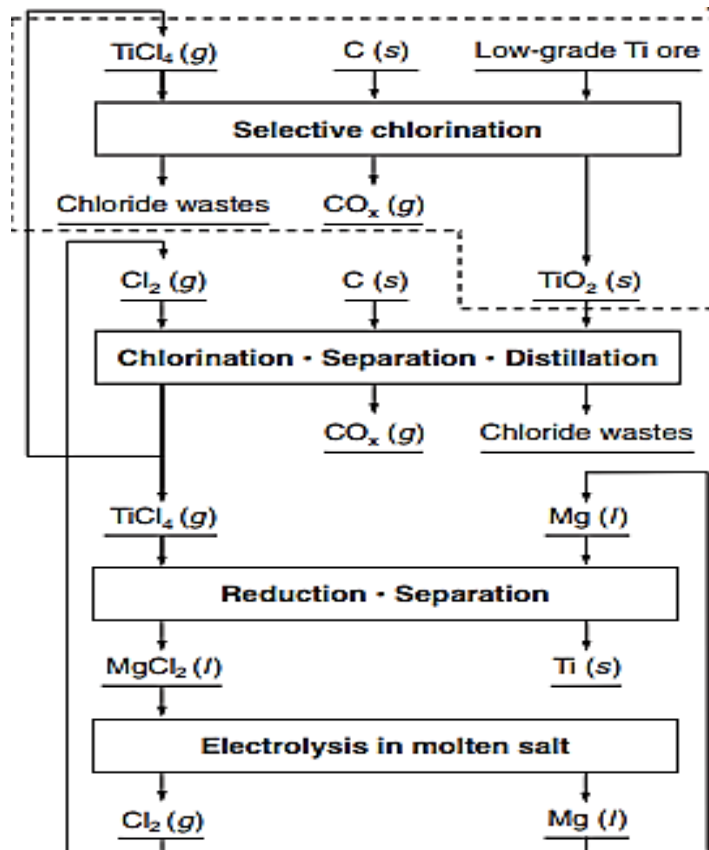 TiCl₄ (g) C (s) Low-grade Ti ore
Selective chlorination
Chloride wastes COₓ (g)
Cl₂ (g) C (s) TiO₂ (s)
Chlorination · Separation · Distillation
COₓ (g) Chloride wastes
TiCl₄ (g) Mg (l)
Reduction · Separation
MgCl₂ (l) Ti (s)
Electrolysis in molten salt
Cl₂ (g) Mg (l)